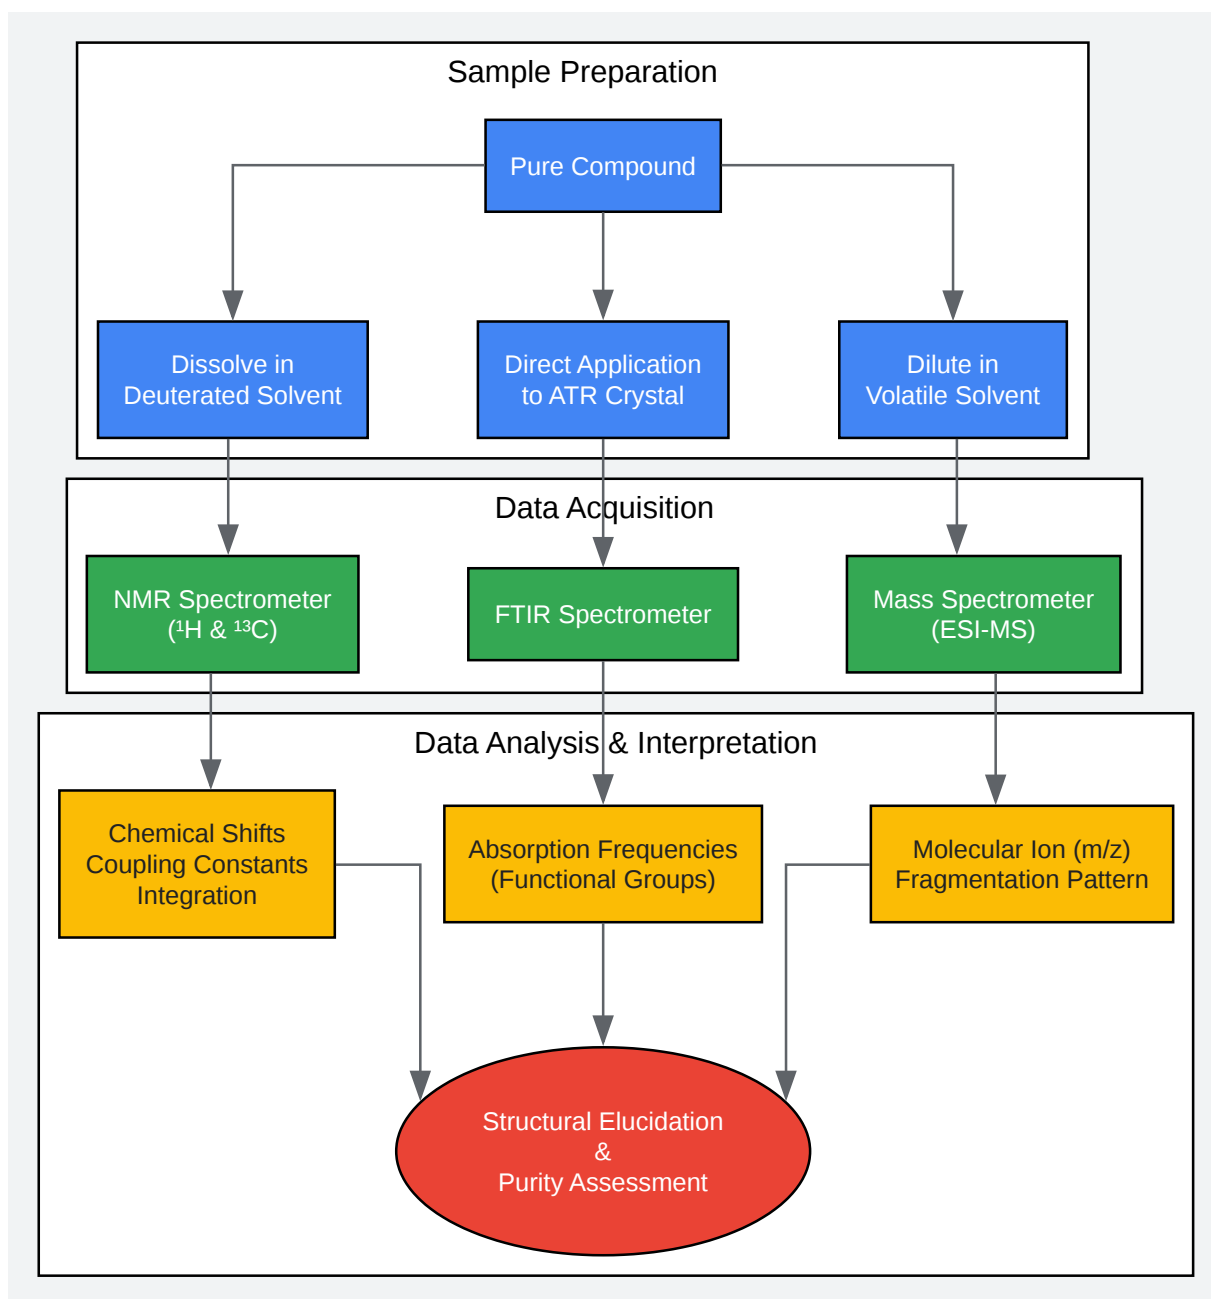 Sample Preparation
Pure Compound
Dissolve in
Deuterated Solvent
Direct Application
to ATR Crystal
Dilute in
Volatile Solvent
Data Acquisition
NMR Spectrometer
(¹H & ¹³C)
FTIR Spectrometer
Mass Spectrometer
(ESI-MS)
Data Analysis & Interpretation
Chemical Shifts
Coupling Constants
Integration
Absorption Frequencies
(Functional Groups)
Molecular Ion (m/z)
Fragmentation Pattern
Structural Elucidation
&
Purity Assessment